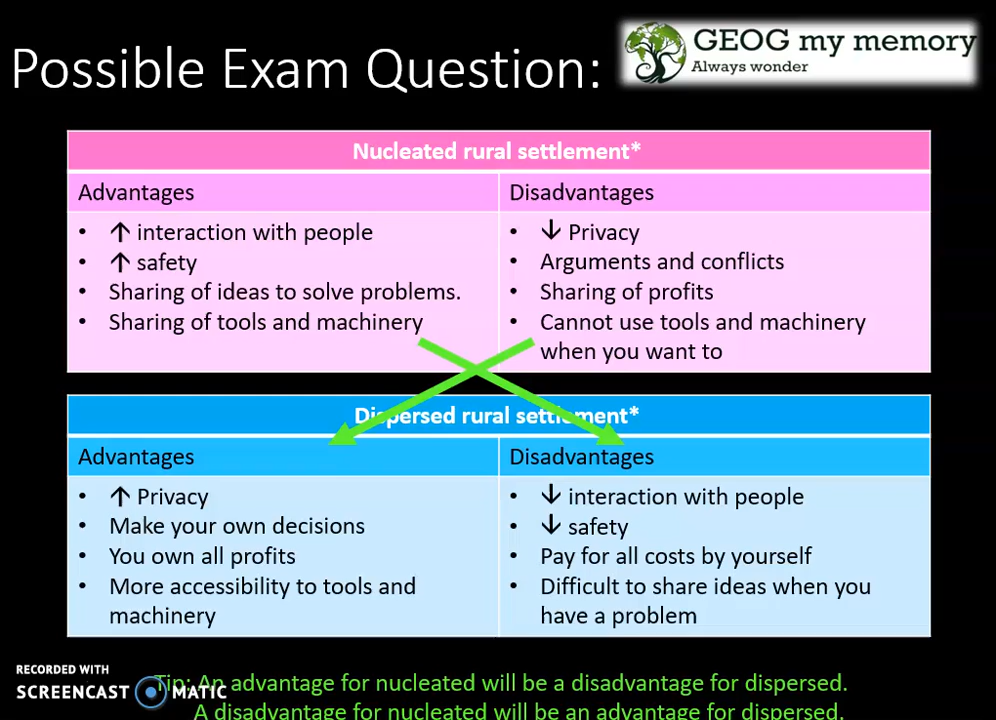 Possible Exam Question:
GEOG my memory
Always wonder
Nucleated rural settlement*
Advantages
Disadvantages
• ↑ interaction with people
• ↑ safety
• Sharing of ideas to solve problems.
• Sharing of tools and machinery
• ↓ Privacy
• Arguments and conflicts
• Sharing of profits
• Cannot use tools and machinery
when you want to
Dispersed rural settlement*
Advantages
Disadvantages
• ↑ Privacy
• Make your own decisions
• You own all profits
• More accessibility to tools and
machinery
• ↓ interaction with people
• ↓ safety
• Pay for all costs by yourself
• Difficult to share ideas when you
have a problem
RECORDED WITH
SCREENCAST MATIC
Tip: An advantage for nucleated will be a disadvantage for dispersed.
A disadvantage for nucleated will be an advantage for dispersed.